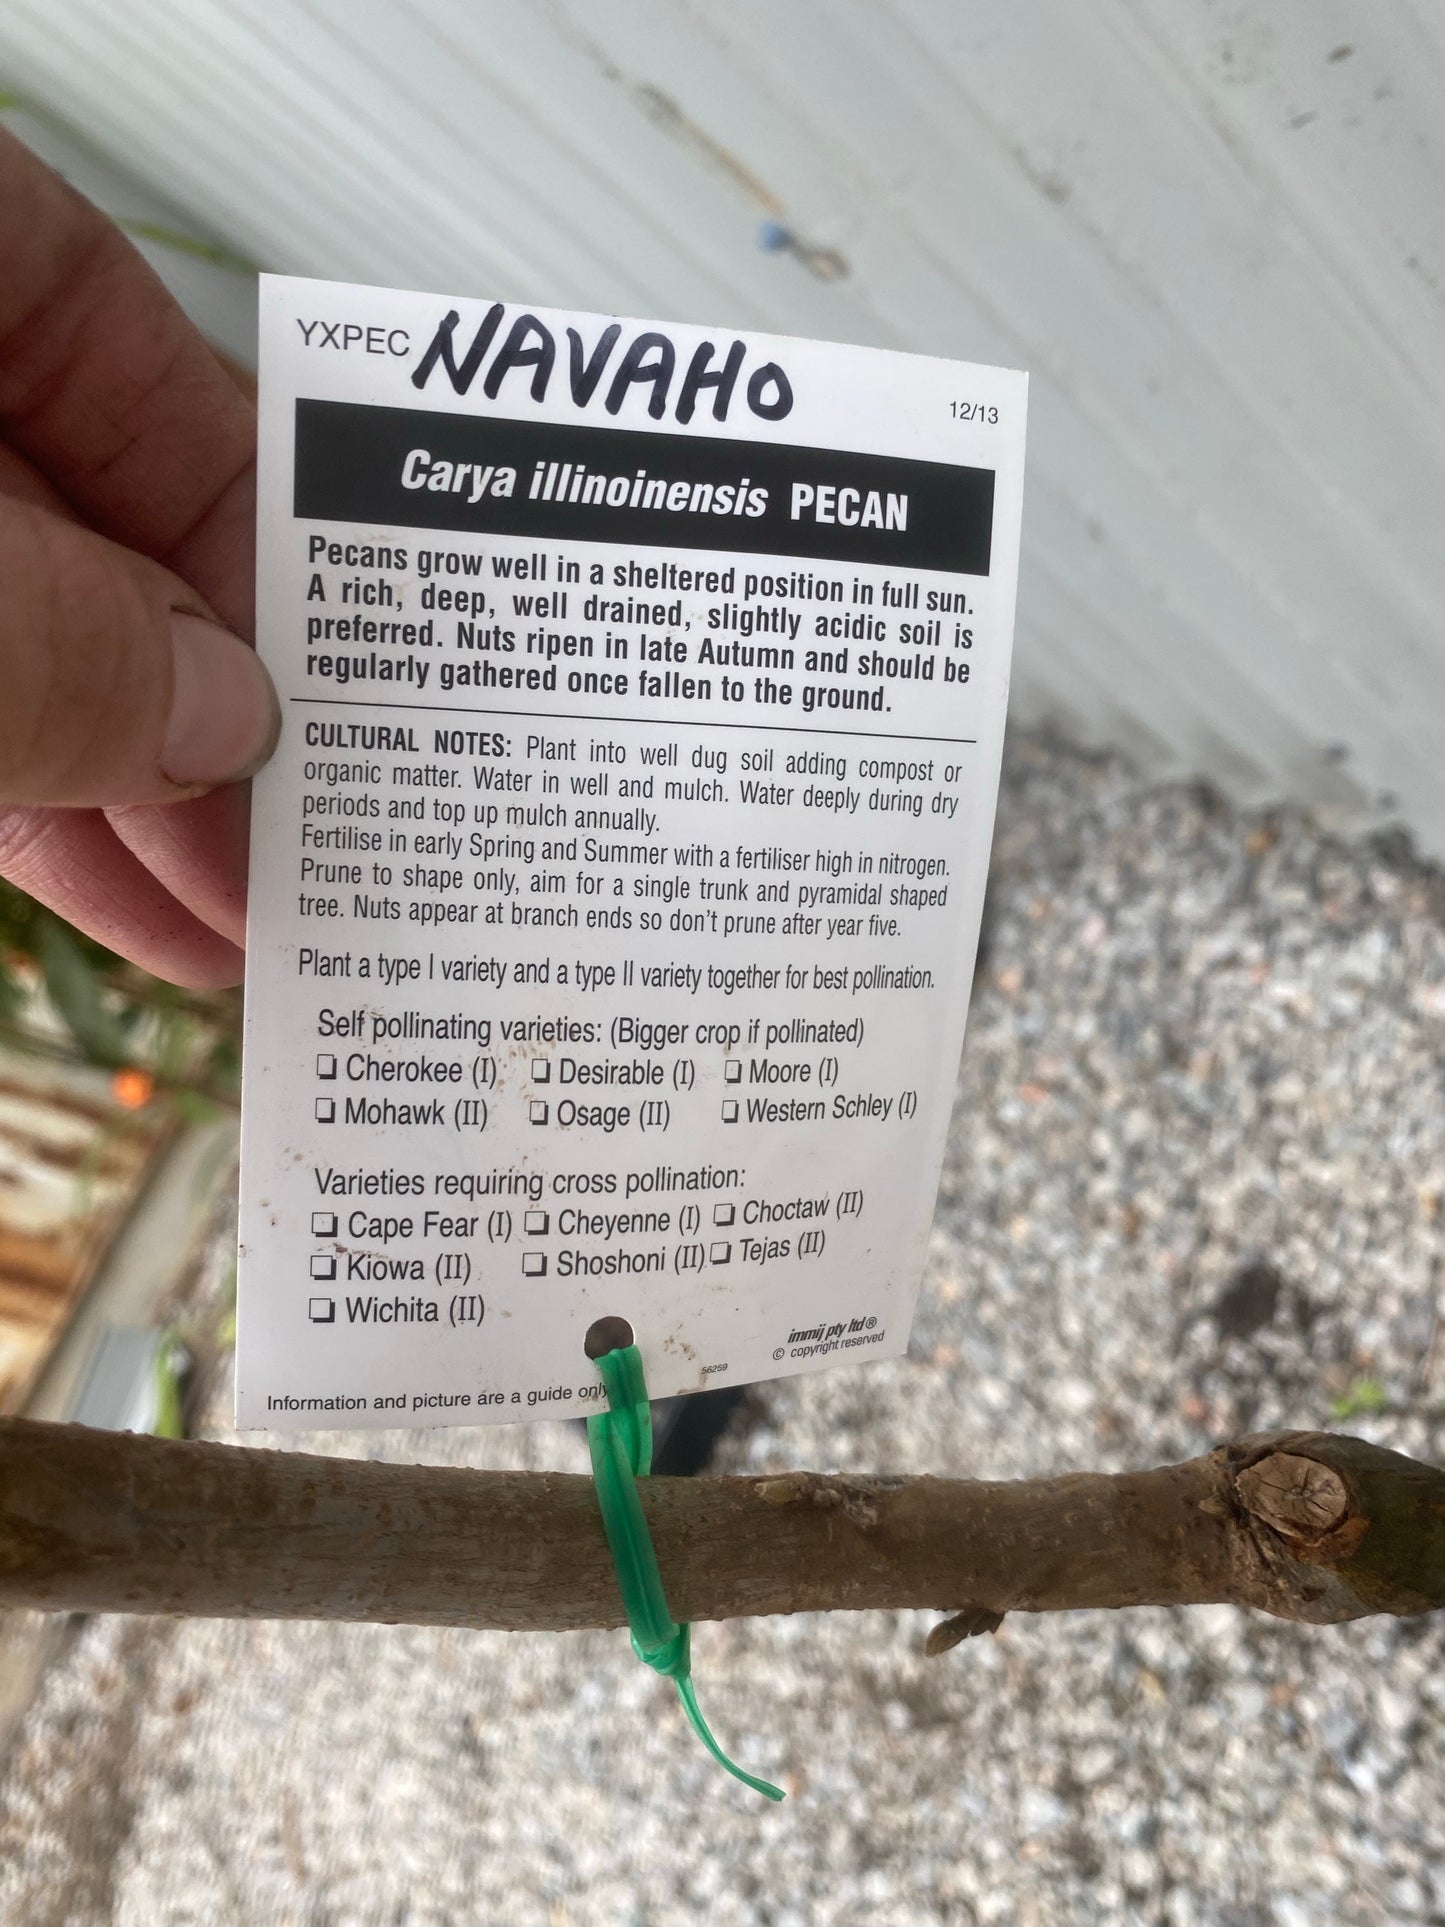 YXPEC NAVAHO 12/13
Carya illinoinensis PECAN
Pecans grow well in a sheltered position in full sun.
A rich, deep, well drained, slightly acidic soil is
preferred. Nuts ripen in late Autumn and should be
regularly gathered once fallen to the ground.
CULTURAL NOTES: Plant into well dug soil adding compost or
organic matter. Water in well and mulch. Water deeply during dry
periods and top up mulch annually.
Fertilise in early Spring and Summer with a fertiliser high in nitrogen.
Prune to shape only, aim for a single trunk and pyramidal shaped
tree. Nuts appear at branch ends so don't prune after year five.
Plant a type I variety and a type II variety together for best pollination.
Self pollinating varieties: (Bigger crop if pollinated)
❏ Cherokee (I) ❏ Desirable (I) ❏ Moore (I)
❏ Mohawk (II) ❏ Osage (II) ❏ Western Schley (I)
Varieties requiring cross pollination:
❏ Cape Fear (I) ❏ Cheyenne (I) ❏ Choctaw (II)
❏ Kiowa (II) ❏ Shoshoni (II) ❏ Tejas (II)
❏ Wichita (II)
immij pty ltd ®
© copyright reserved
56259
Information and picture are a guide only